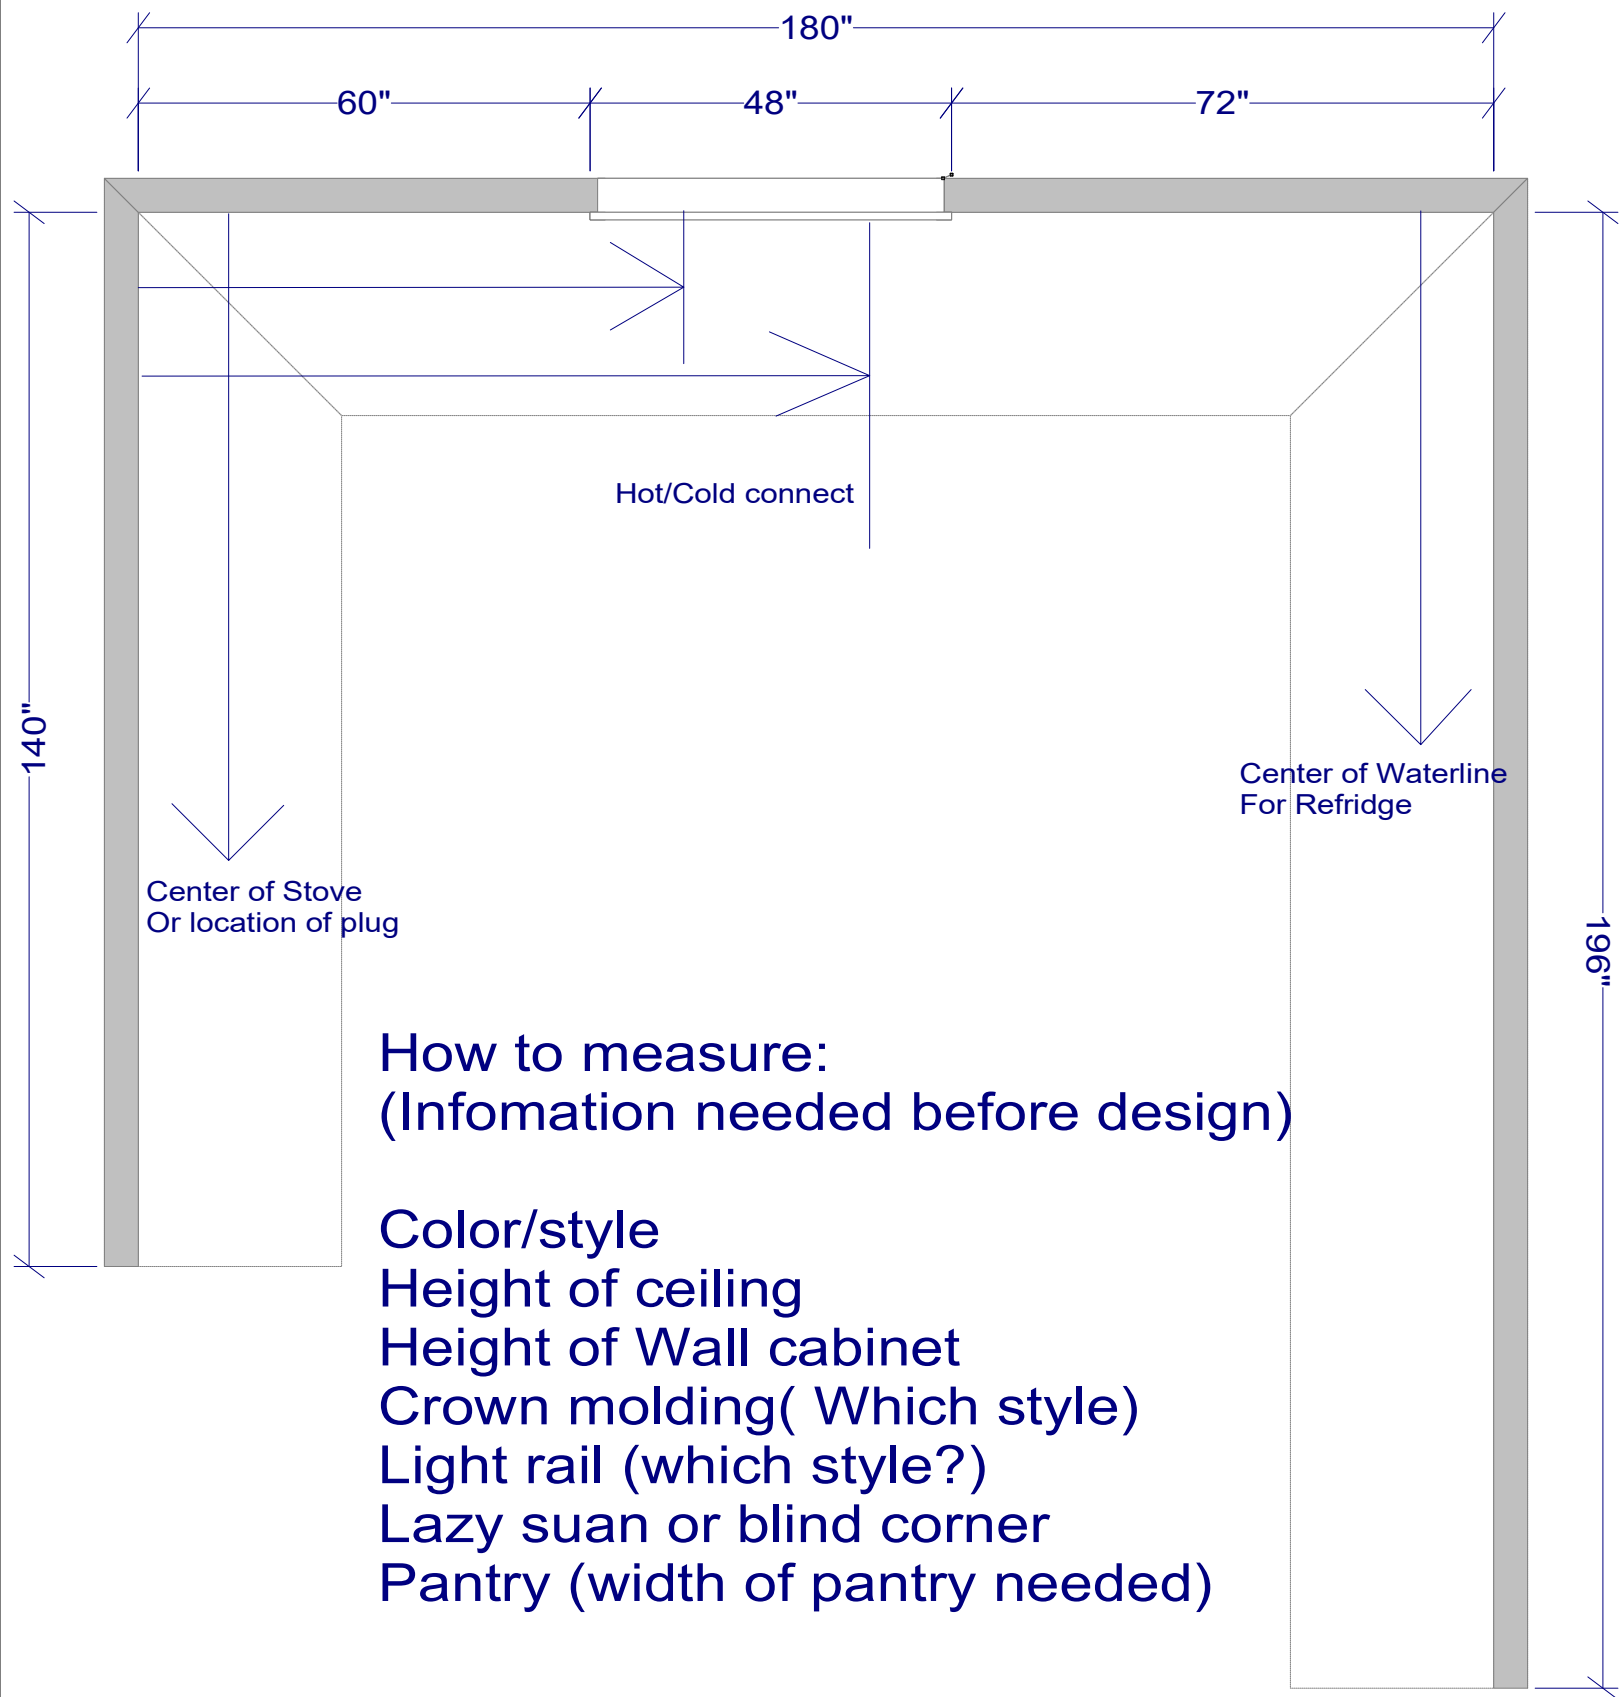 180"
60"
48"
72"
Hot/Cold connect
140"
Center of Waterline
For Refridge
Center of Stove
Or location of plug
196"
How to measure:
(Infomation needed before design)
Color/style
Height of ceiling
Height of Wall cabinet
Crown molding( Which style)
Light rail (which style?)
Lazy suan or blind corner
Pantry (width of pantry needed)